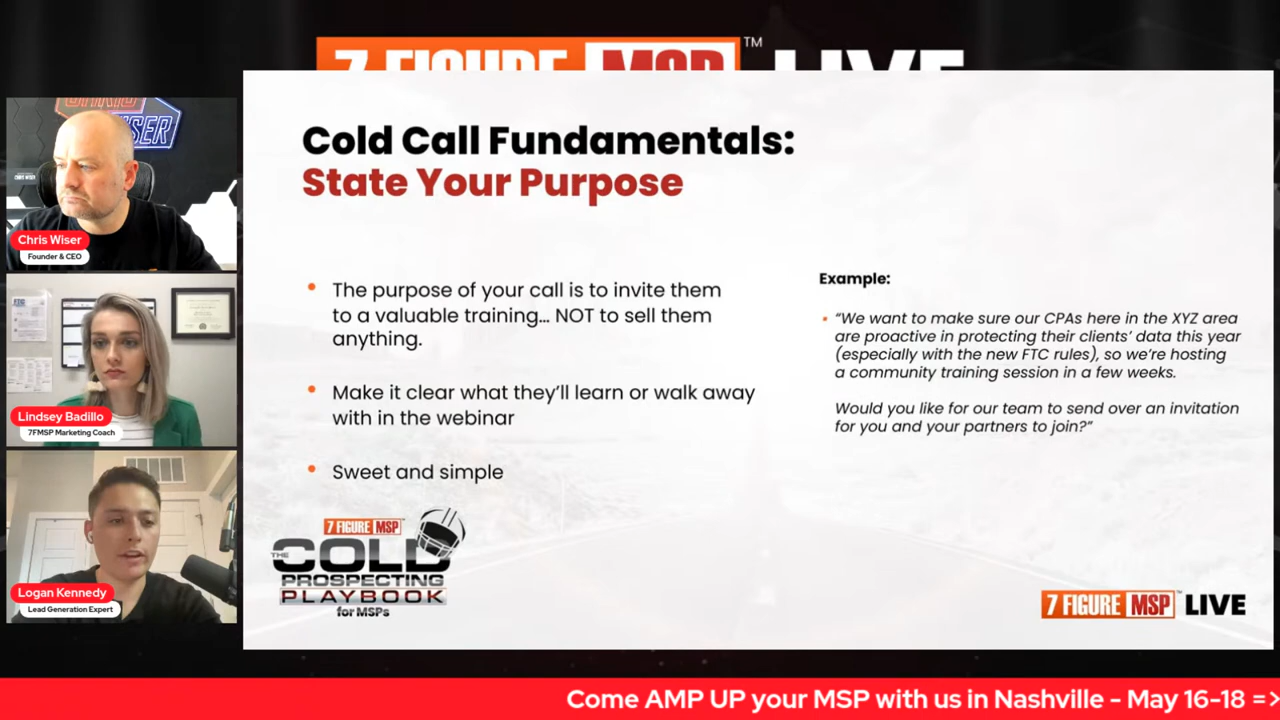 7 FIGURE MSP™ LIVE
Cold Call Fundamentals:
State Your Purpose
• The purpose of your call is to invite them
to a valuable training... NOT to sell them
anything.
• Make it clear what they’ll learn or walk away
with in the webinar
• Sweet and simple
Example:
• “We want to make sure our CPAs here in the XYZ area
are proactive in protecting their clients’ data this year
(especially with the new FTC rules), so we’re hosting
a community training session in a few weeks.
Would you like for our team to send over an invitation
for you and your partners to join?”
WISER
Chris Wiser
Founder & CEO
FTC
Lindsey Badillo
7FMSP Marketing Coach
Logan Kennedy
Lead Generation Expert
7 FIGURE MSP
THE COLD
PROSPECTING
PLAYBOOK
for MSPs
7 FIGURE MSP™ LIVE
Come AMP UP your MSP with us in Nashville - May 16-18 =>